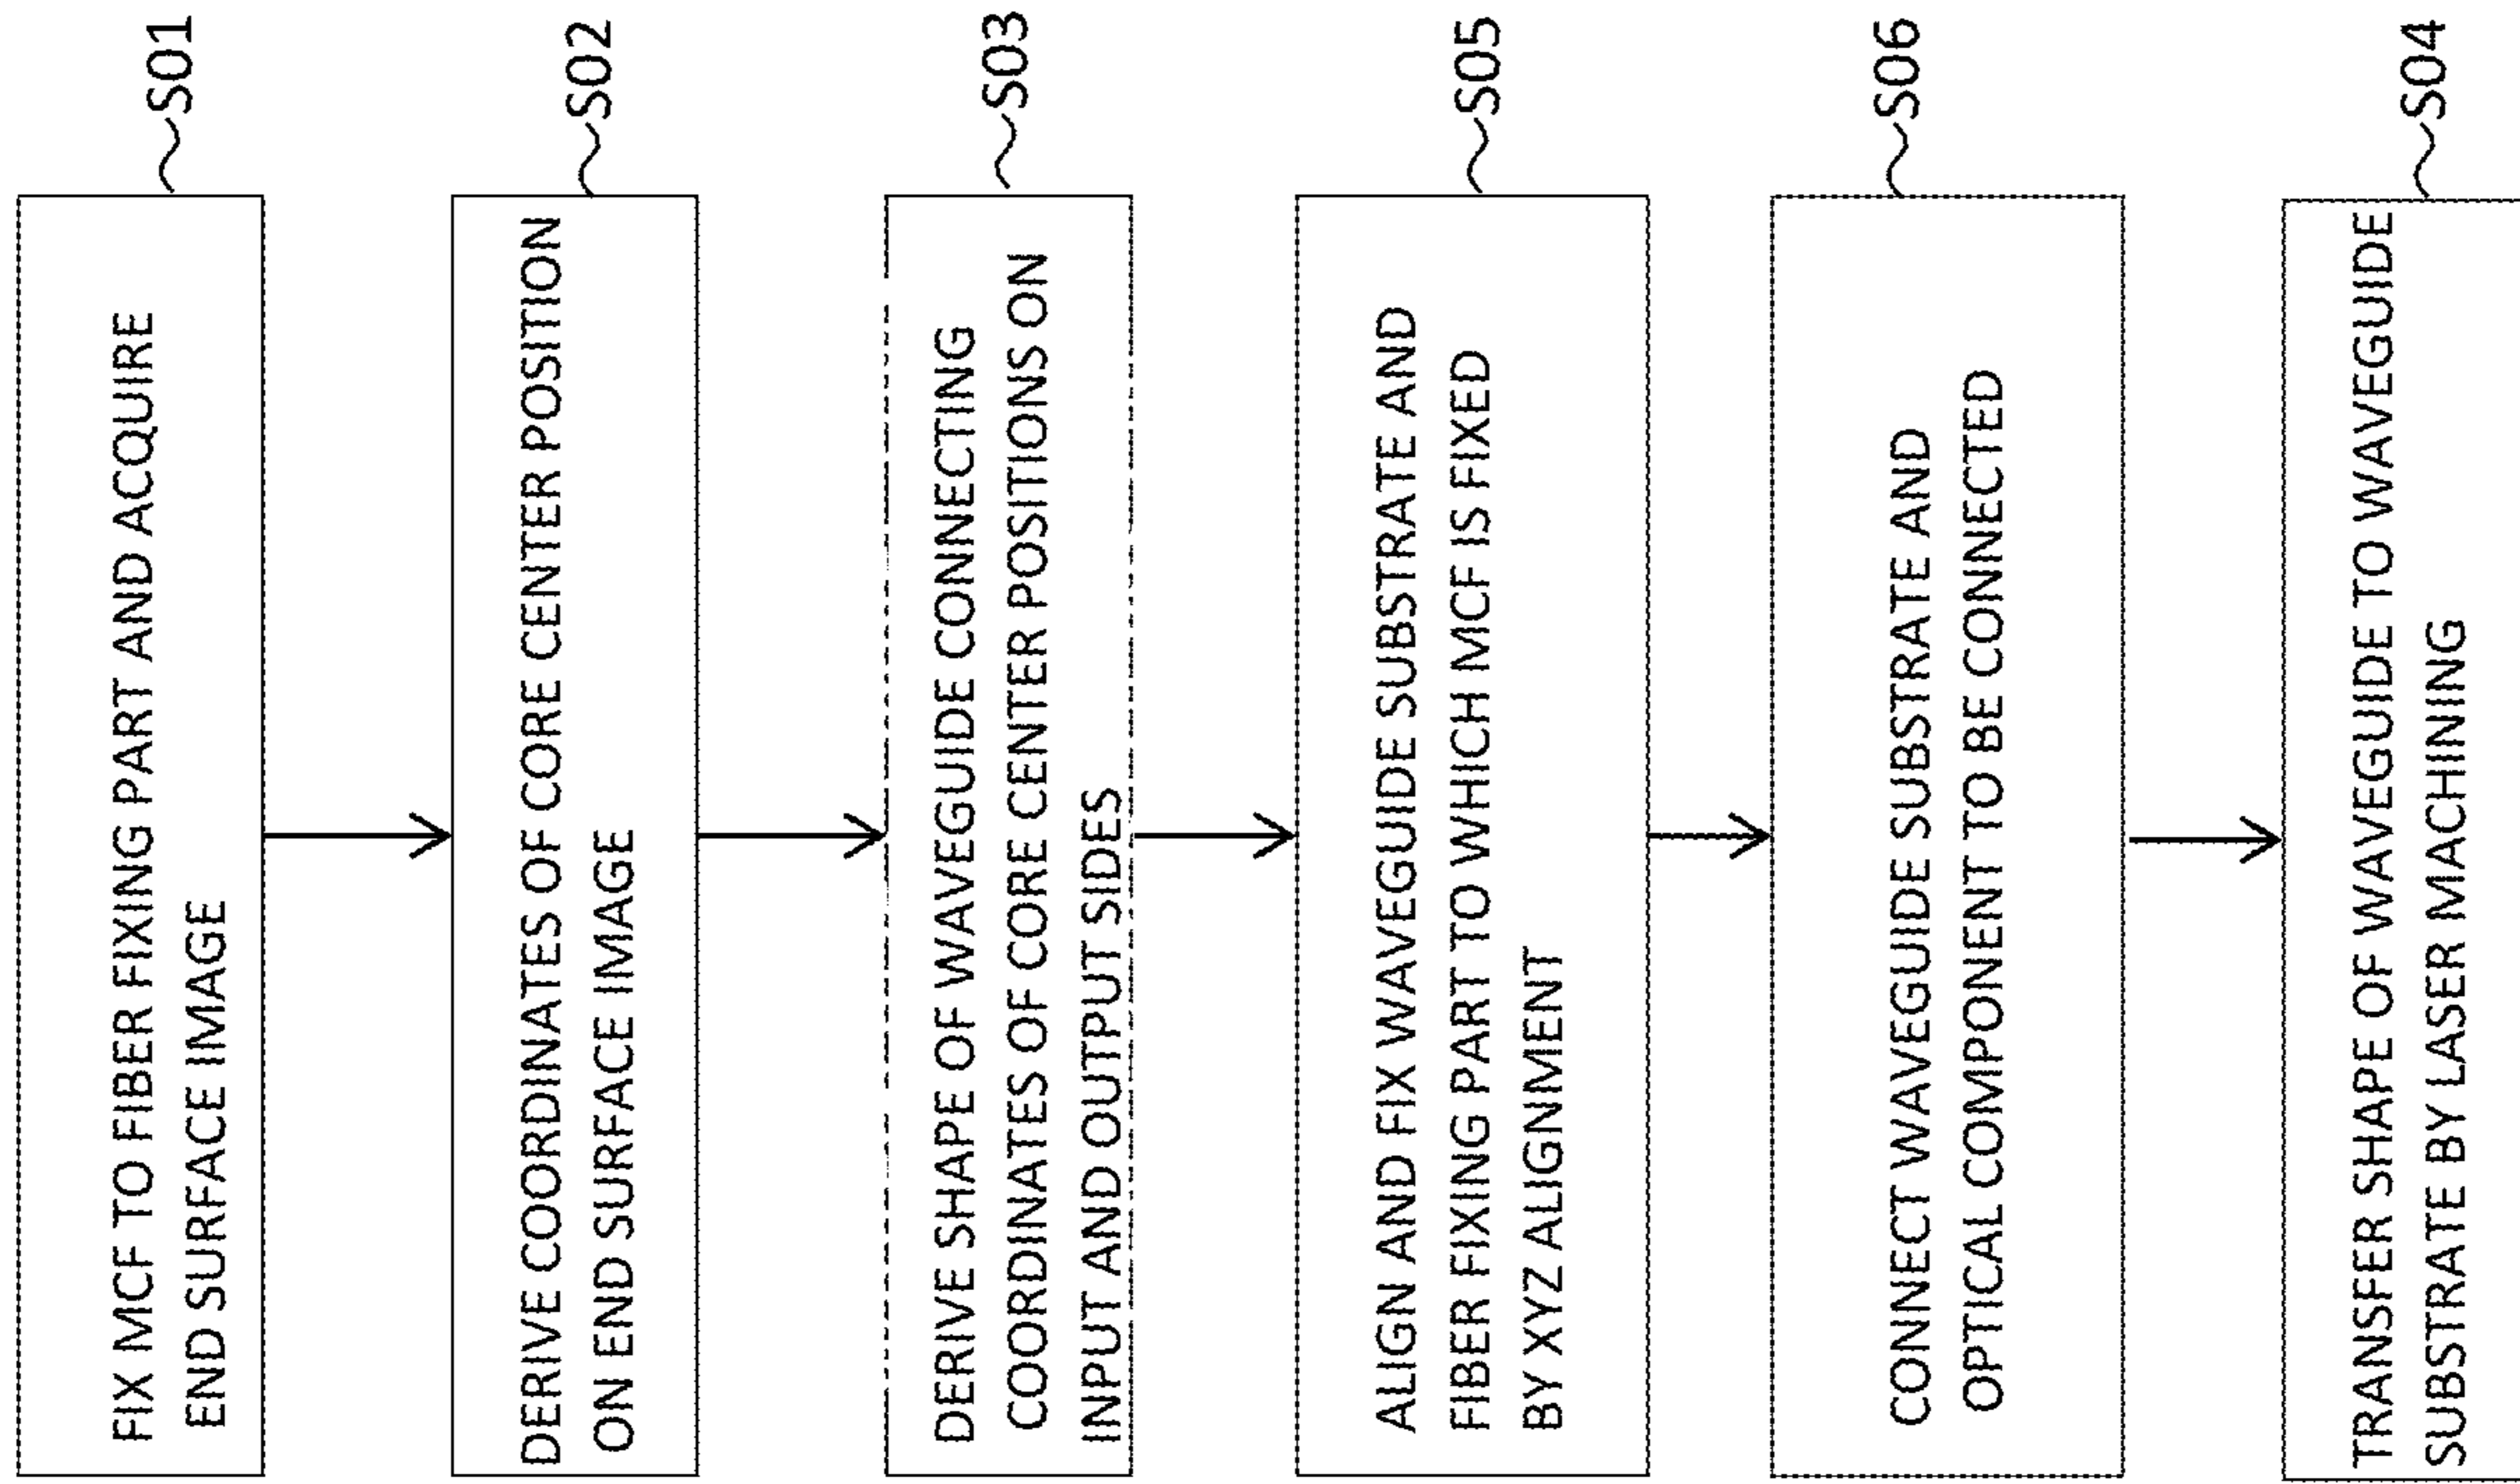 FIX MCF TO FIBER FIXING PART AND ACQUIRE
END SURFACE IMAGE
S01
DERIVE COORDINATES OF CORE CENTER POSITION
ON END SURFACE IMAGE
S02
DERIVE SHAPE OF WAVEGUIDE CONNECTING
COORDINATES OF CORE CENTER POSITIONS ON
INPUT AND OUTPUT SIDES
S03
ALIGN AND FIX WAVEGUIDE SUBSTRATE AND
FIBER FIXING PART TO WHICH MCF IS FIXED
BY XYZ ALIGNMENT
S05
CONNECT WAVEGUIDE SUBSTRATE AND
OPTICAL COMPONENT TO BE CONNECTED
S06
TRANSFER SHAPE OF WAVEGUIDE TO WAVEGUIDE
SUBSTRATE BY LASER MACHINING
S04